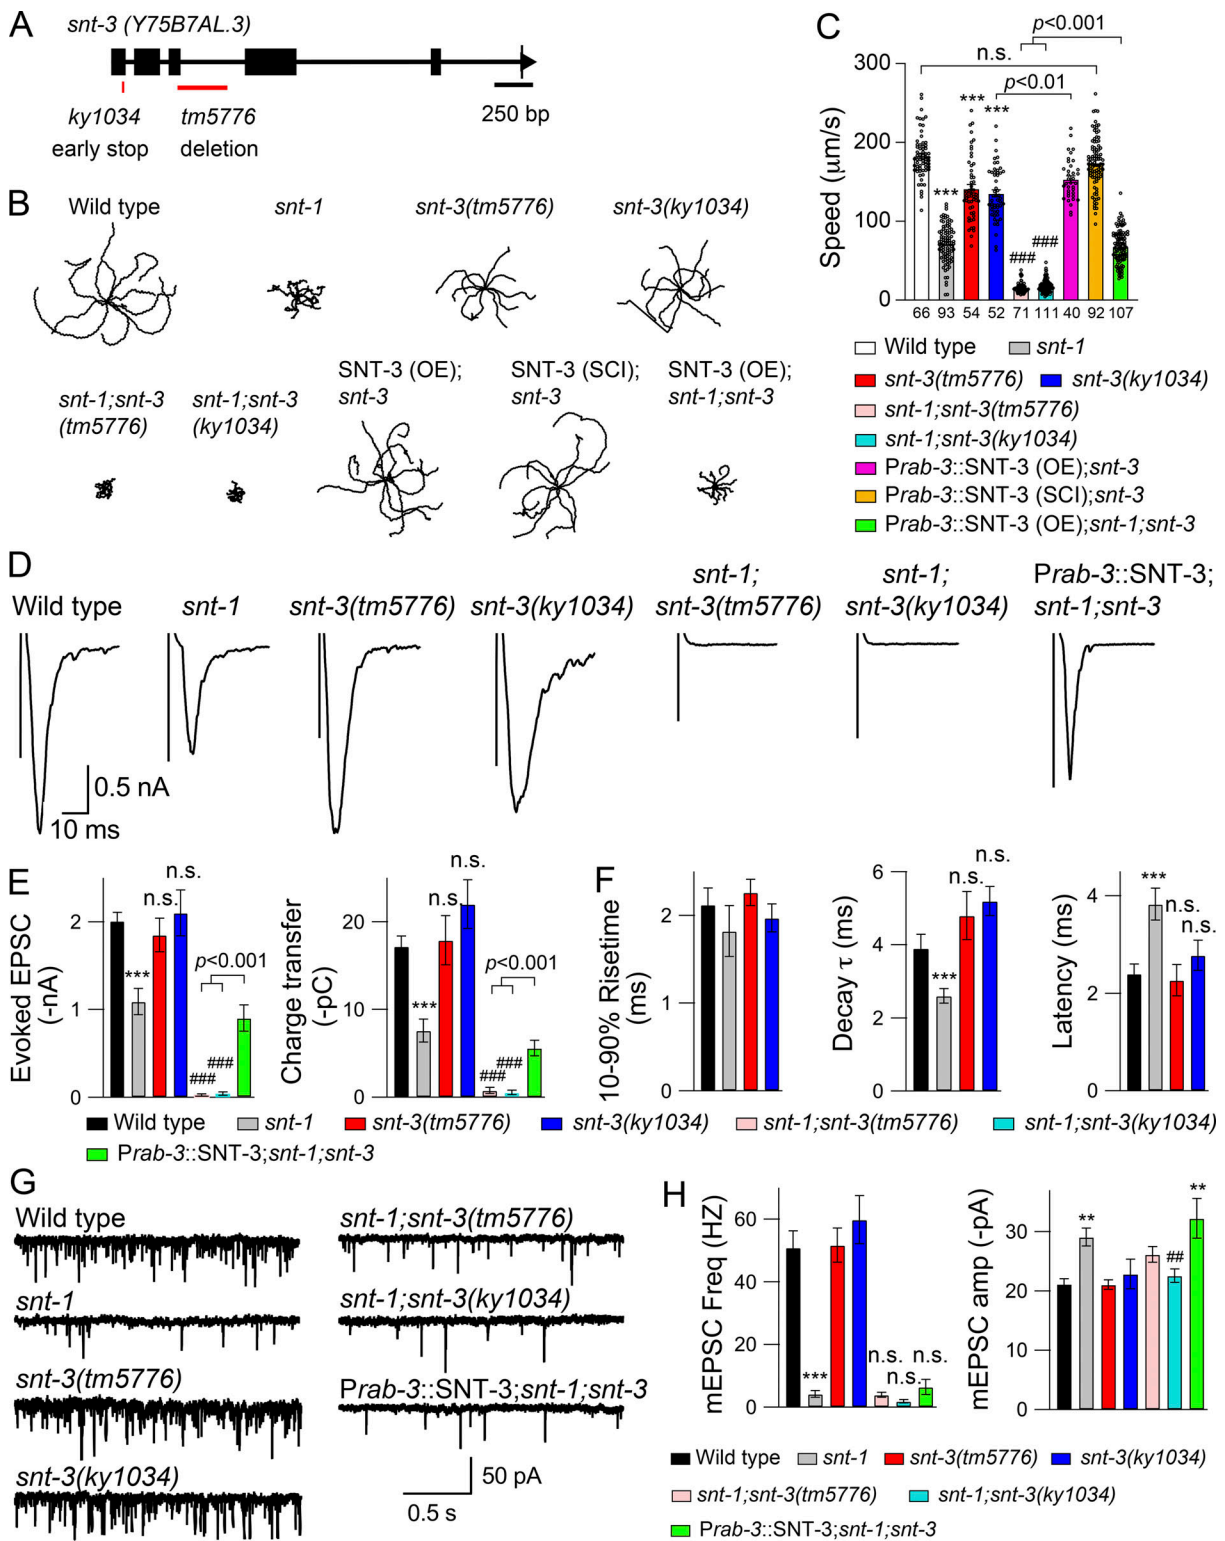 A
snt-3 (Y75B7AL.3)
ky1034
early stop
tm5776
deletion
250 bp
B
Wild type
snt-1
snt-3(tm5776)
snt-3(ky1034)
snt-1;snt-3
(tm5776)
snt-1;snt-3
(ky1034)
SNT-3 (OE);
snt-3
SNT-3 (SCI);
snt-3
SNT-3 (OE);
snt-1;snt-3
C
p<0.001
n.s.
p<0.01
***
***
***
###
###
Speed (μm/s)
300
200
100
0
66 93 54 52 71 111 40 92 107
Wild type snt-1
snt-3(tm5776) snt-3(ky1034)
snt-1;snt-3(tm5776)
snt-1;snt-3(ky1034)
Prab-3::SNT-3 (OE);snt-3
Prab-3::SNT-3 (SCI);snt-3
Prab-3::SNT-3 (OE);snt-1;snt-3
D
Wild type
snt-1
snt-3(tm5776)
snt-3(ky1034)
snt-1;
snt-3(tm5776)
snt-1;
snt-3(ky1034)
Prab-3::SNT-3;
snt-1;snt-3
0.5 nA
10 ms
E
Evoked EPSC
(-nA)
2
1
0
***
n.s.
n.s.
p<0.001
###
###
Charge transfer
(-pC)
20
10
0
***
n.s.
n.s.
p<0.001
###
###
F
10-90% Risetime
(ms)
2
1
0
Decay τ (ms)
6
4
2
0
***
n.s.
n.s.
Latency (ms)
4
2
0
***
n.s.
n.s.
Wild type snt-1 snt-3(tm5776) snt-3(ky1034) snt-1;snt-3(tm5776) snt-1;snt-3(ky1034)
Prab-3::SNT-3;snt-1;snt-3
G
Wild type
snt-1
snt-3(tm5776)
snt-3(ky1034)
snt-1;snt-3(tm5776)
snt-1;snt-3(ky1034)
Prab-3::SNT-3;snt-1;snt-3
50 pA
0.5 s
H
mEPSC Freq (HZ)
60
40
20
0
***
n.s.
n.s.
n.s.
mEPSC amp (-pA)
30
20
10
0
**
##
**
Wild type snt-1 snt-3(tm5776) snt-3(ky1034)
snt-1;snt-3(tm5776) snt-1;snt-3(ky1034)
Prab-3::SNT-3;snt-1;snt-3